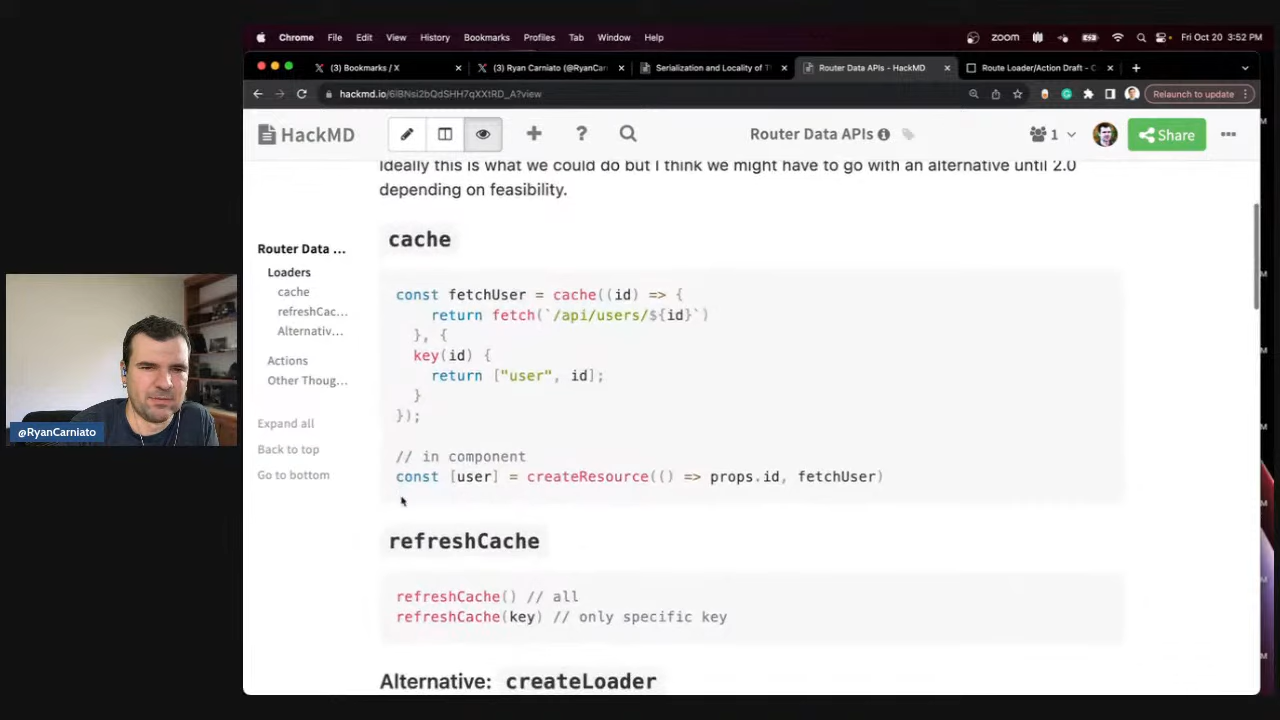 Chrome File Edit View History Bookmarks Profiles Tab Window Help zoom Fri Oct 20 3:52 PM
(3) Bookmarks / X
(3) Ryan Carniato (@RyanCar
Serialization and Locality of T
Router Data APIs - HackMD
Route Loader/Action Draft - C
hackmd.io/6lBNsi2bQdSHH7qXXtRD_A?view
Relaunch to update
HackMD
Router Data APIs
1
Share
Ideally this is what we could do but I think we might have to go with an alternative until 2.0
depending on feasibility.
Router Data ...
Loaders
cache
refreshCac...
Alternativ...
Actions
Other Thoug...
Expand all
Back to top
Go to bottom
cache
const fetchUser = cache((id) => {
return fetch(`/api/users/${id}`)
}, {
key(id) {
return ["user", id];
}
});
// in component
const [user] = createResource(() => props.id, fetchUser)
refreshCache
refreshCache() // all
refreshCache(key) // only specific key
Alternative: createLoader
@RyanCarniato